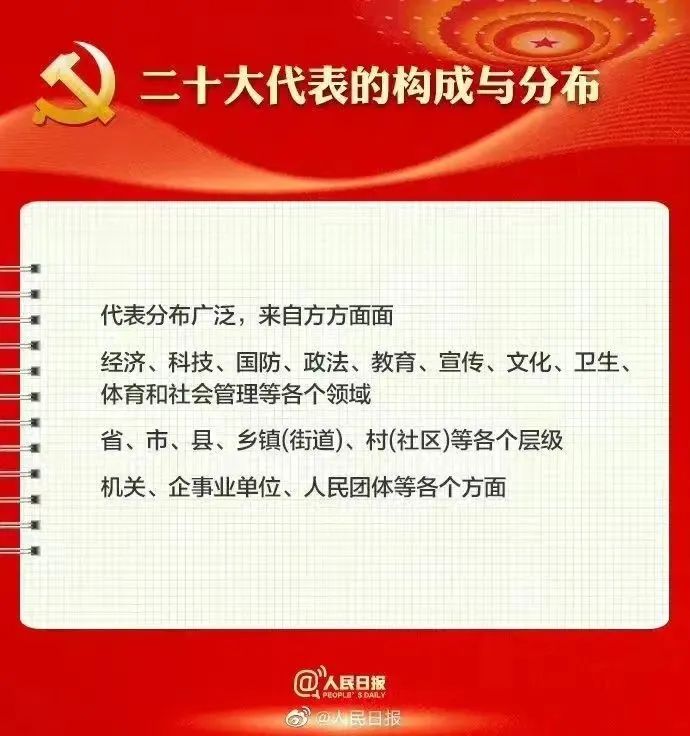 二十大代表的构成与分布
代表分布广泛，来自方方面面
经济、科技、国防、政法、教育、宣传、文化、卫生、
体育和社会管理等各个领域
省、市、县、乡镇(街道)、村(社区)等各个层级
机关、企事业单位、人民团体等各个方面
@人民日报
PEOPLE'S DAILY
@人民日报